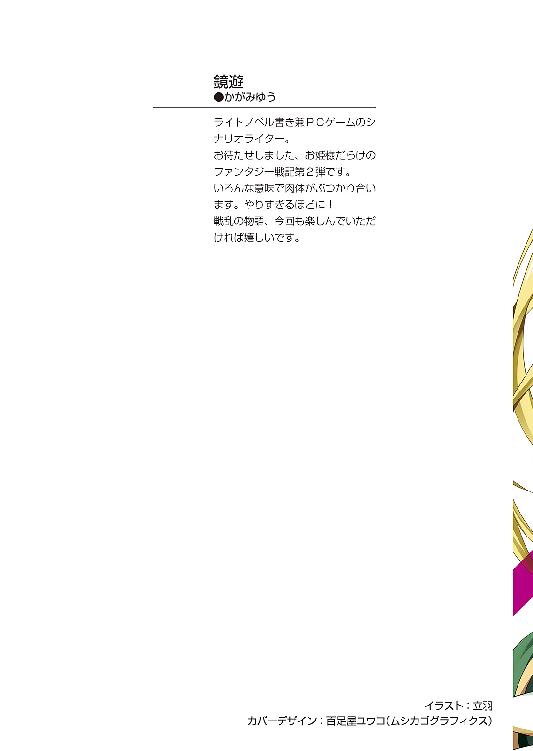 鏡遊
●かがみゆう
ライトノベル書き兼PCゲームのシ
ナリオライター。
お待たせしました、お姫様だらけの
ファンタジー戦記第2弾です。
いろんな意味で肉体がぶつかり合い
ます。やりすぎるほどに！
戦乱の物語、今回も楽しんでいただ
ければ嬉しいです。
イラスト：立羽
カバーデザイン：百足屋ユウコ(ムシカゴグラフィクス)